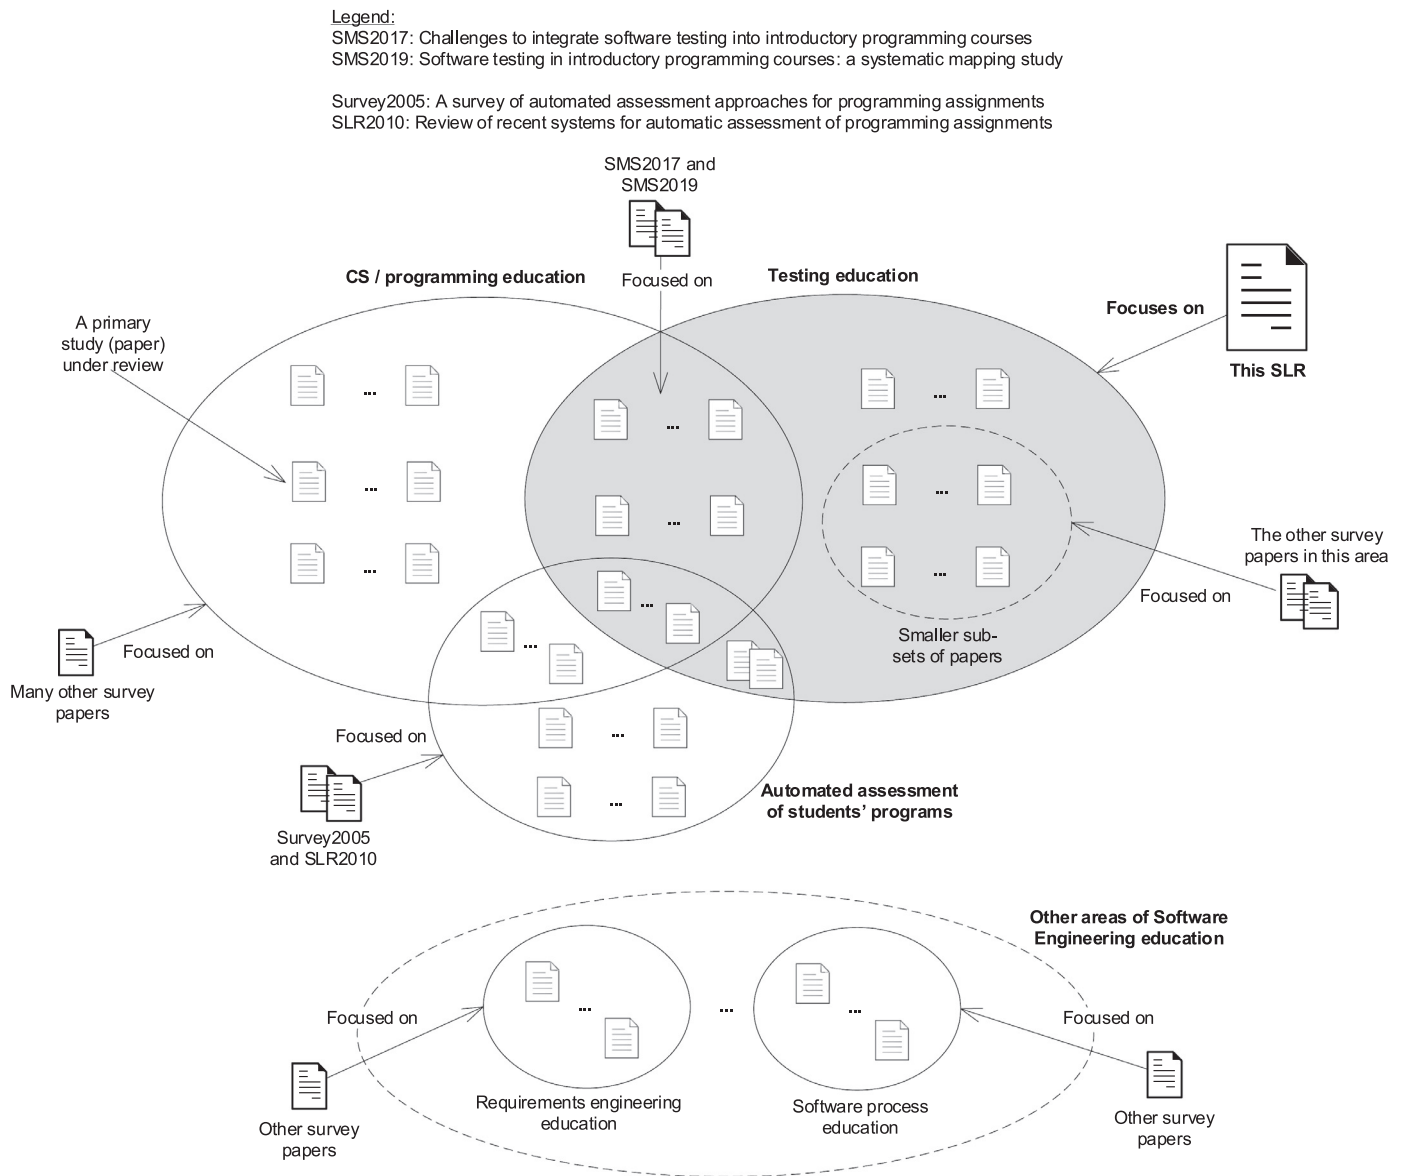 Legend:
SMS2017: Challenges to integrate software testing into introductory programming courses
SMS2019: Software testing in introductory programming courses: a systematic mapping study
Survey2005: A survey of automated assessment approaches for programming assignments
SLR2010: Review of recent systems for automatic assessment of programming assignments
SMS2017 and
SMS2019
Focused on
CS / programming education
Testing education
Focuses on
This SLR
A primary
study (paper)
under review
...
...
...
...
...
...
...
...
...
The other survey
papers in this area
Focused on
Smaller sub-
sets of papers
...
...
Focused on
Many other survey
papers
Focused on
Survey2005
and SLR2010
...
...
Automated assessment
of students' programs
Other areas of Software
Engineering education
...
...
...
Focused on
Other survey
papers
Requirements engineering
education
Software process
education
Focused on
Other survey
papers